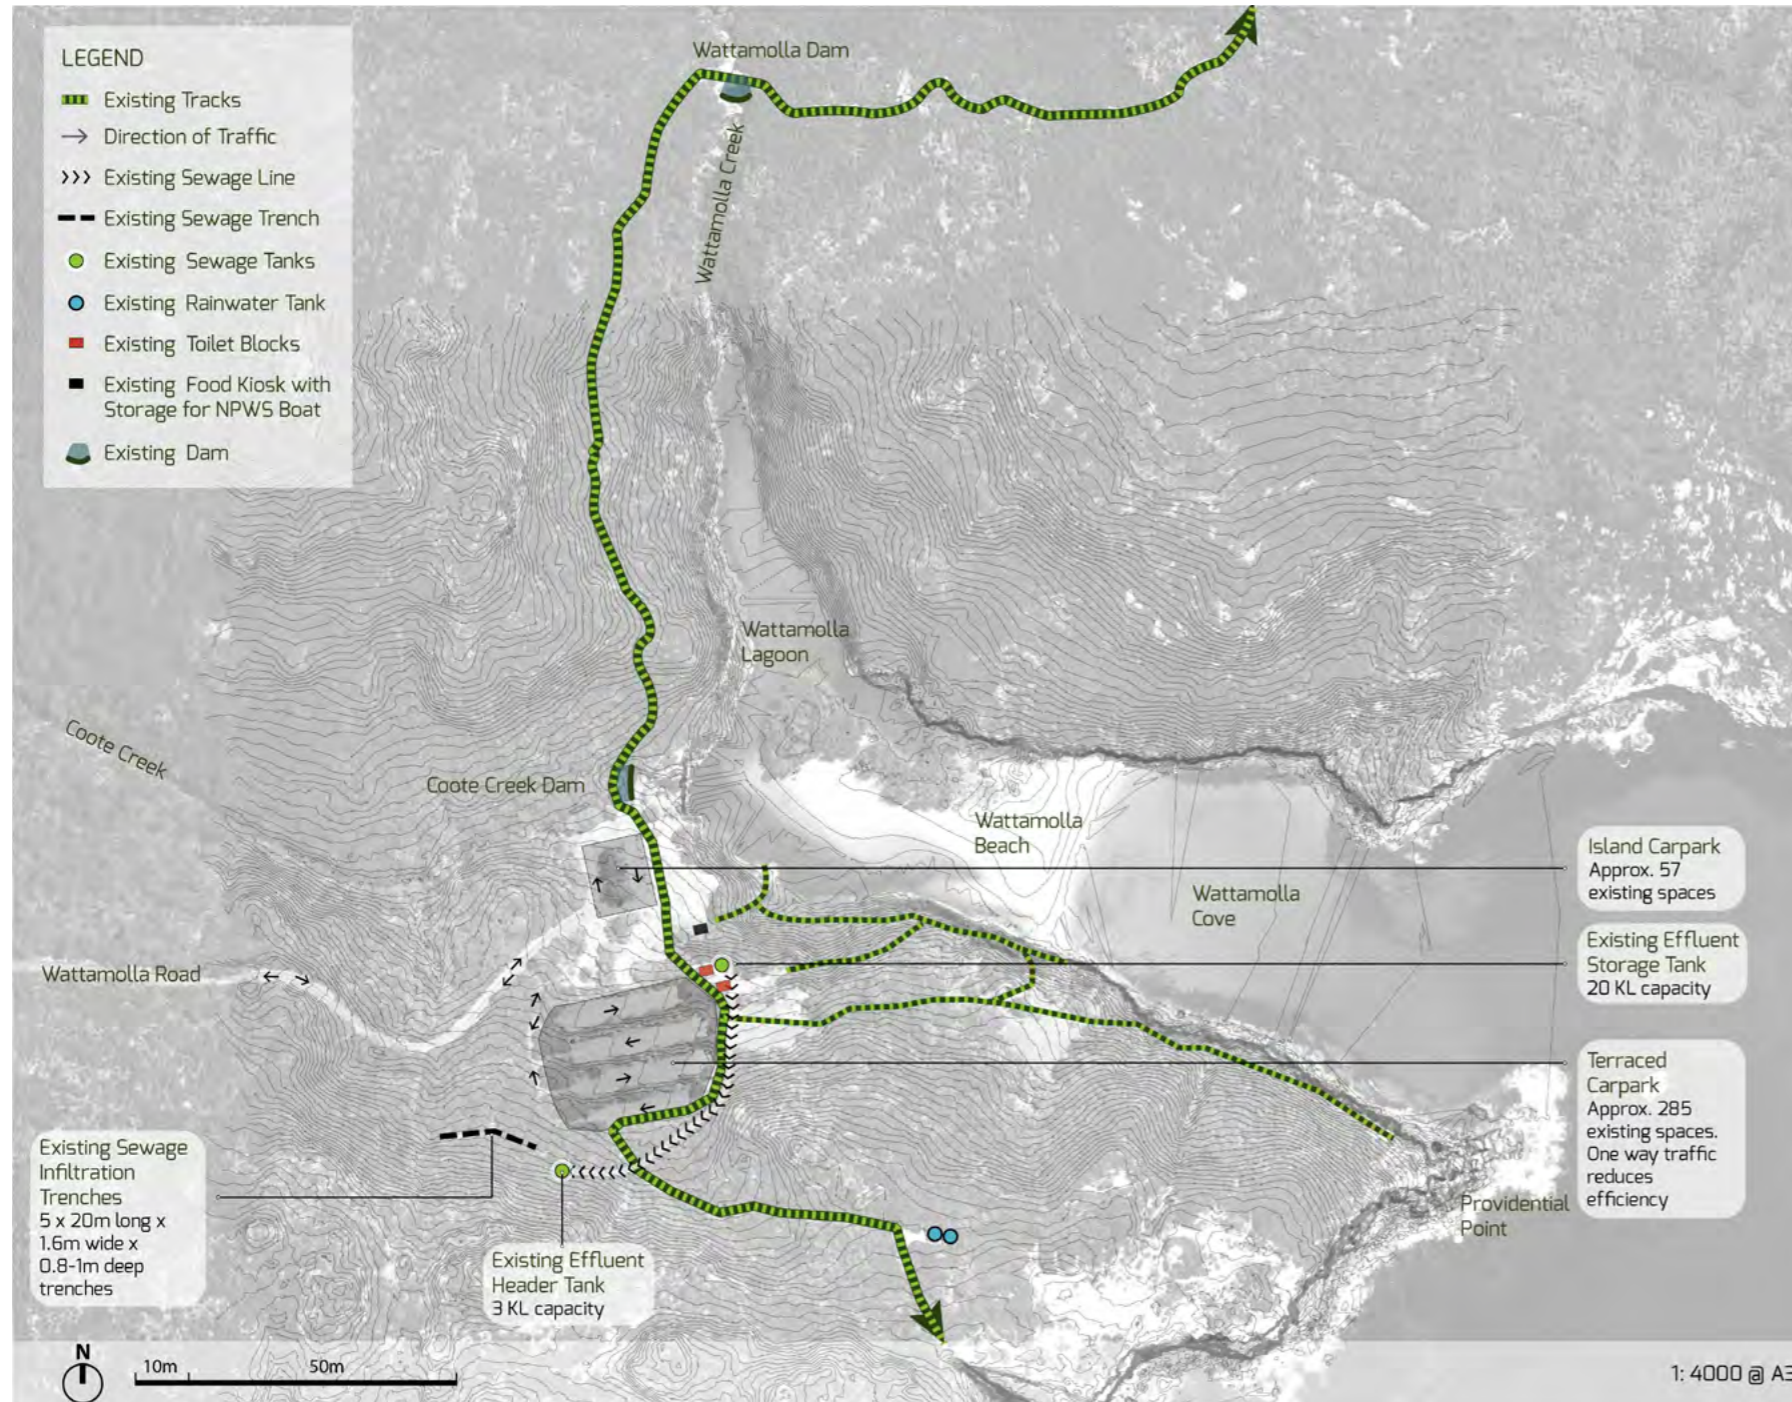 LEGEND
Existing Tracks
Direction of Traffic
Existing Sewage Line
Existing Sewage Trench
Existing Sewage Tanks
Existing Rainwater Tank
Existing Toilet Blocks
Existing Food Kiosk with
Storage for NPWS Boat
Existing Dam
Wattamolla Dam
Wattamolla Creek
Wattamolla
Lagoon
Coote Creek
Coote Creek Dam
Wattamolla
Beach
Wattamolla
Cove
Island Carpark
Approx. 57
existing spaces
Existing Effluent
Storage Tank
20 KL capacity
Wattamolla Road
Terraced
Carpark
Approx. 285
existing spaces.
One way traffic
reduces
efficiency
Existing Sewage
Infiltration
Trenches
5 x 20m long x
1.6m wide x
0.8-1m deep
trenches
Existing Effluent
Header Tank
3 KL capacity
Providential
Point
N
10m
50m
1: 4000 @ A3